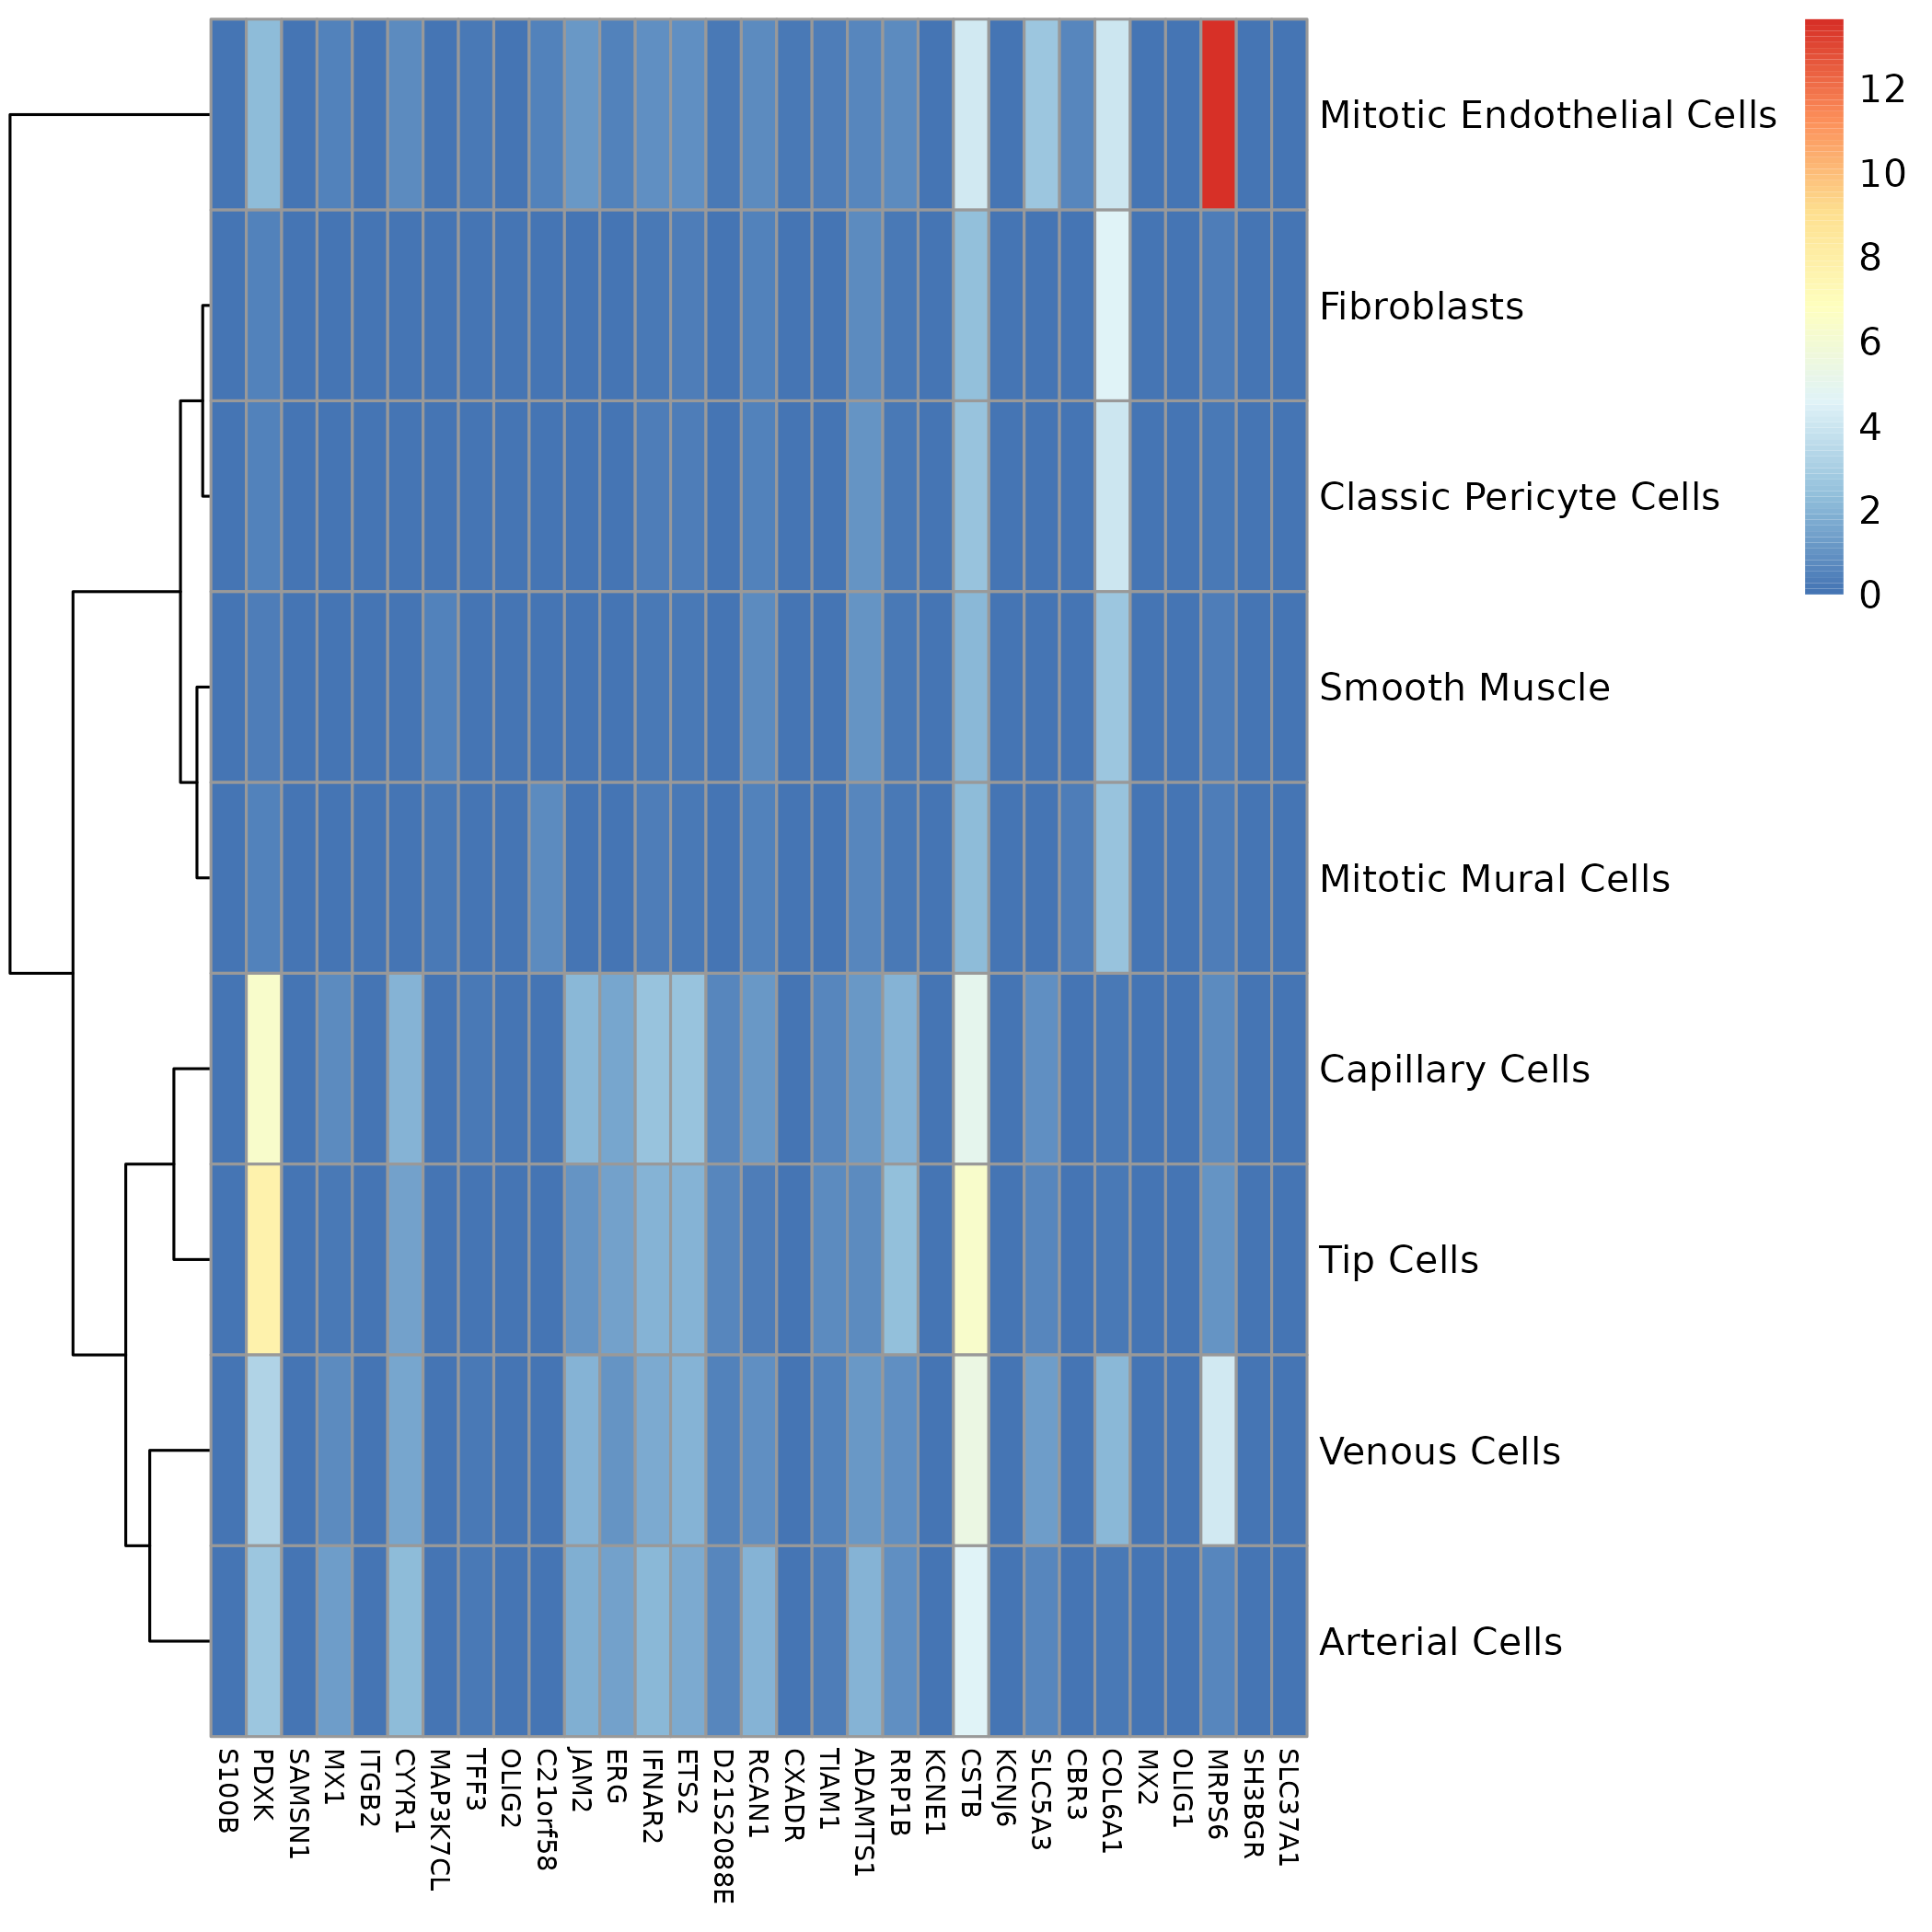 Mitotic Endothelial Cells
Fibroblasts
Classic Pericyte Cells
Smooth Muscle
Mitotic Mural Cells
Capillary Cells
Tip Cells
Venous Cells
Arterial Cells
12
10
8
6
4
2
0
S100B
PDXK
SAMSN1
MX1
ITGB2
CYYR1
MAP3K7CL
TFF3
OLIG2
C21orf58
JAM2
ERG
IFNAR2
ETS2
D21S2088E
RCAN1
CXADR
TIAM1
ADAMTS1
RRP1B
KCNE1
CSTB
KCNJ6
SLC5A3
CBR3
COL6A1
MX2
OLIG1
MRPS6
SH3BGR
SLC37A1